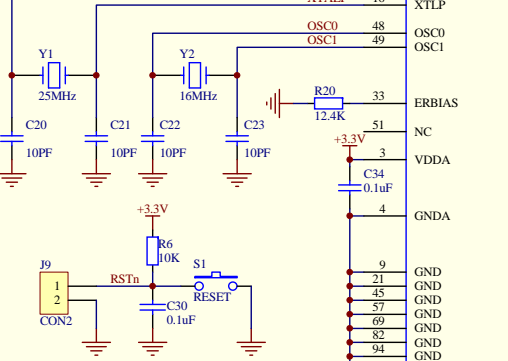 XTLP
OSC0 48 OSC0
OSC1 49 OSC1
Y1 Y2
25MHz 16MHz
R20 33 ERBIAS
12.4K
C20 C21 C22 C23
51 NC
+3.3V
10PF 10PF 10PF 10PF
3 VDDA
C34
0.1uF
+3.3V 4 GNDA
R6
10K
J9 S1 9 GND
RSTn 21 GND
1
2 RESET 45 GND
C30 57 GND
CON2 0.1uF 69 GND
82 GND
94 GND